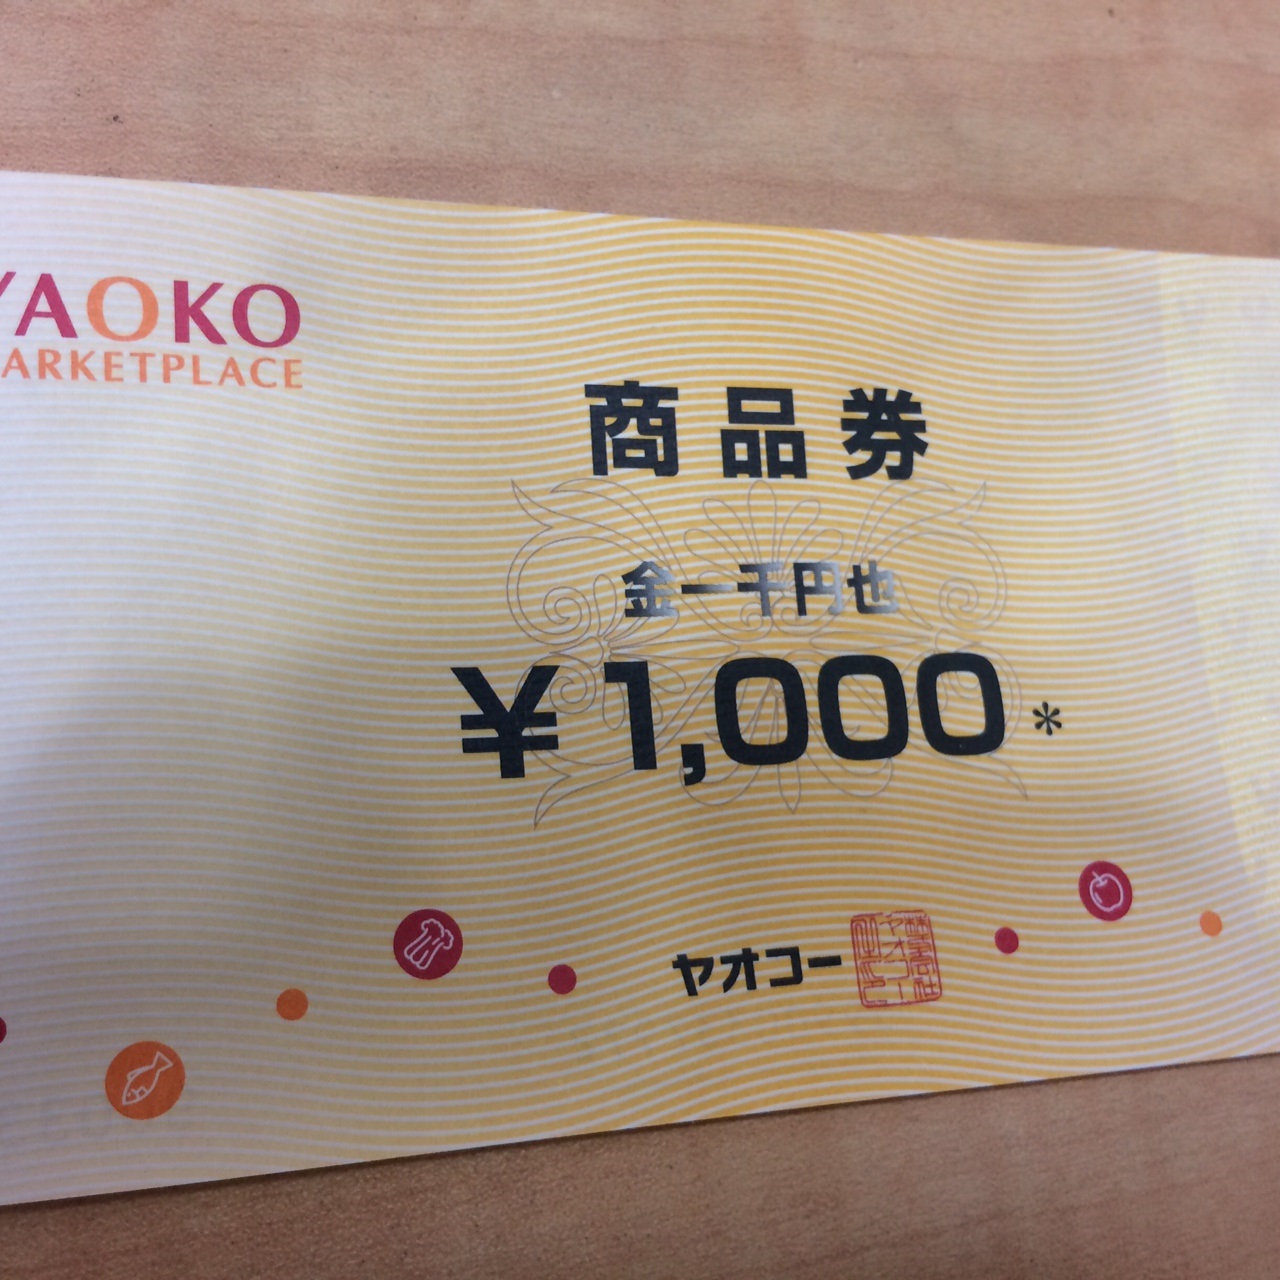 YAOKO
ARKETPLACE
商品券
金一千円也
¥1,000*
ヤオコー